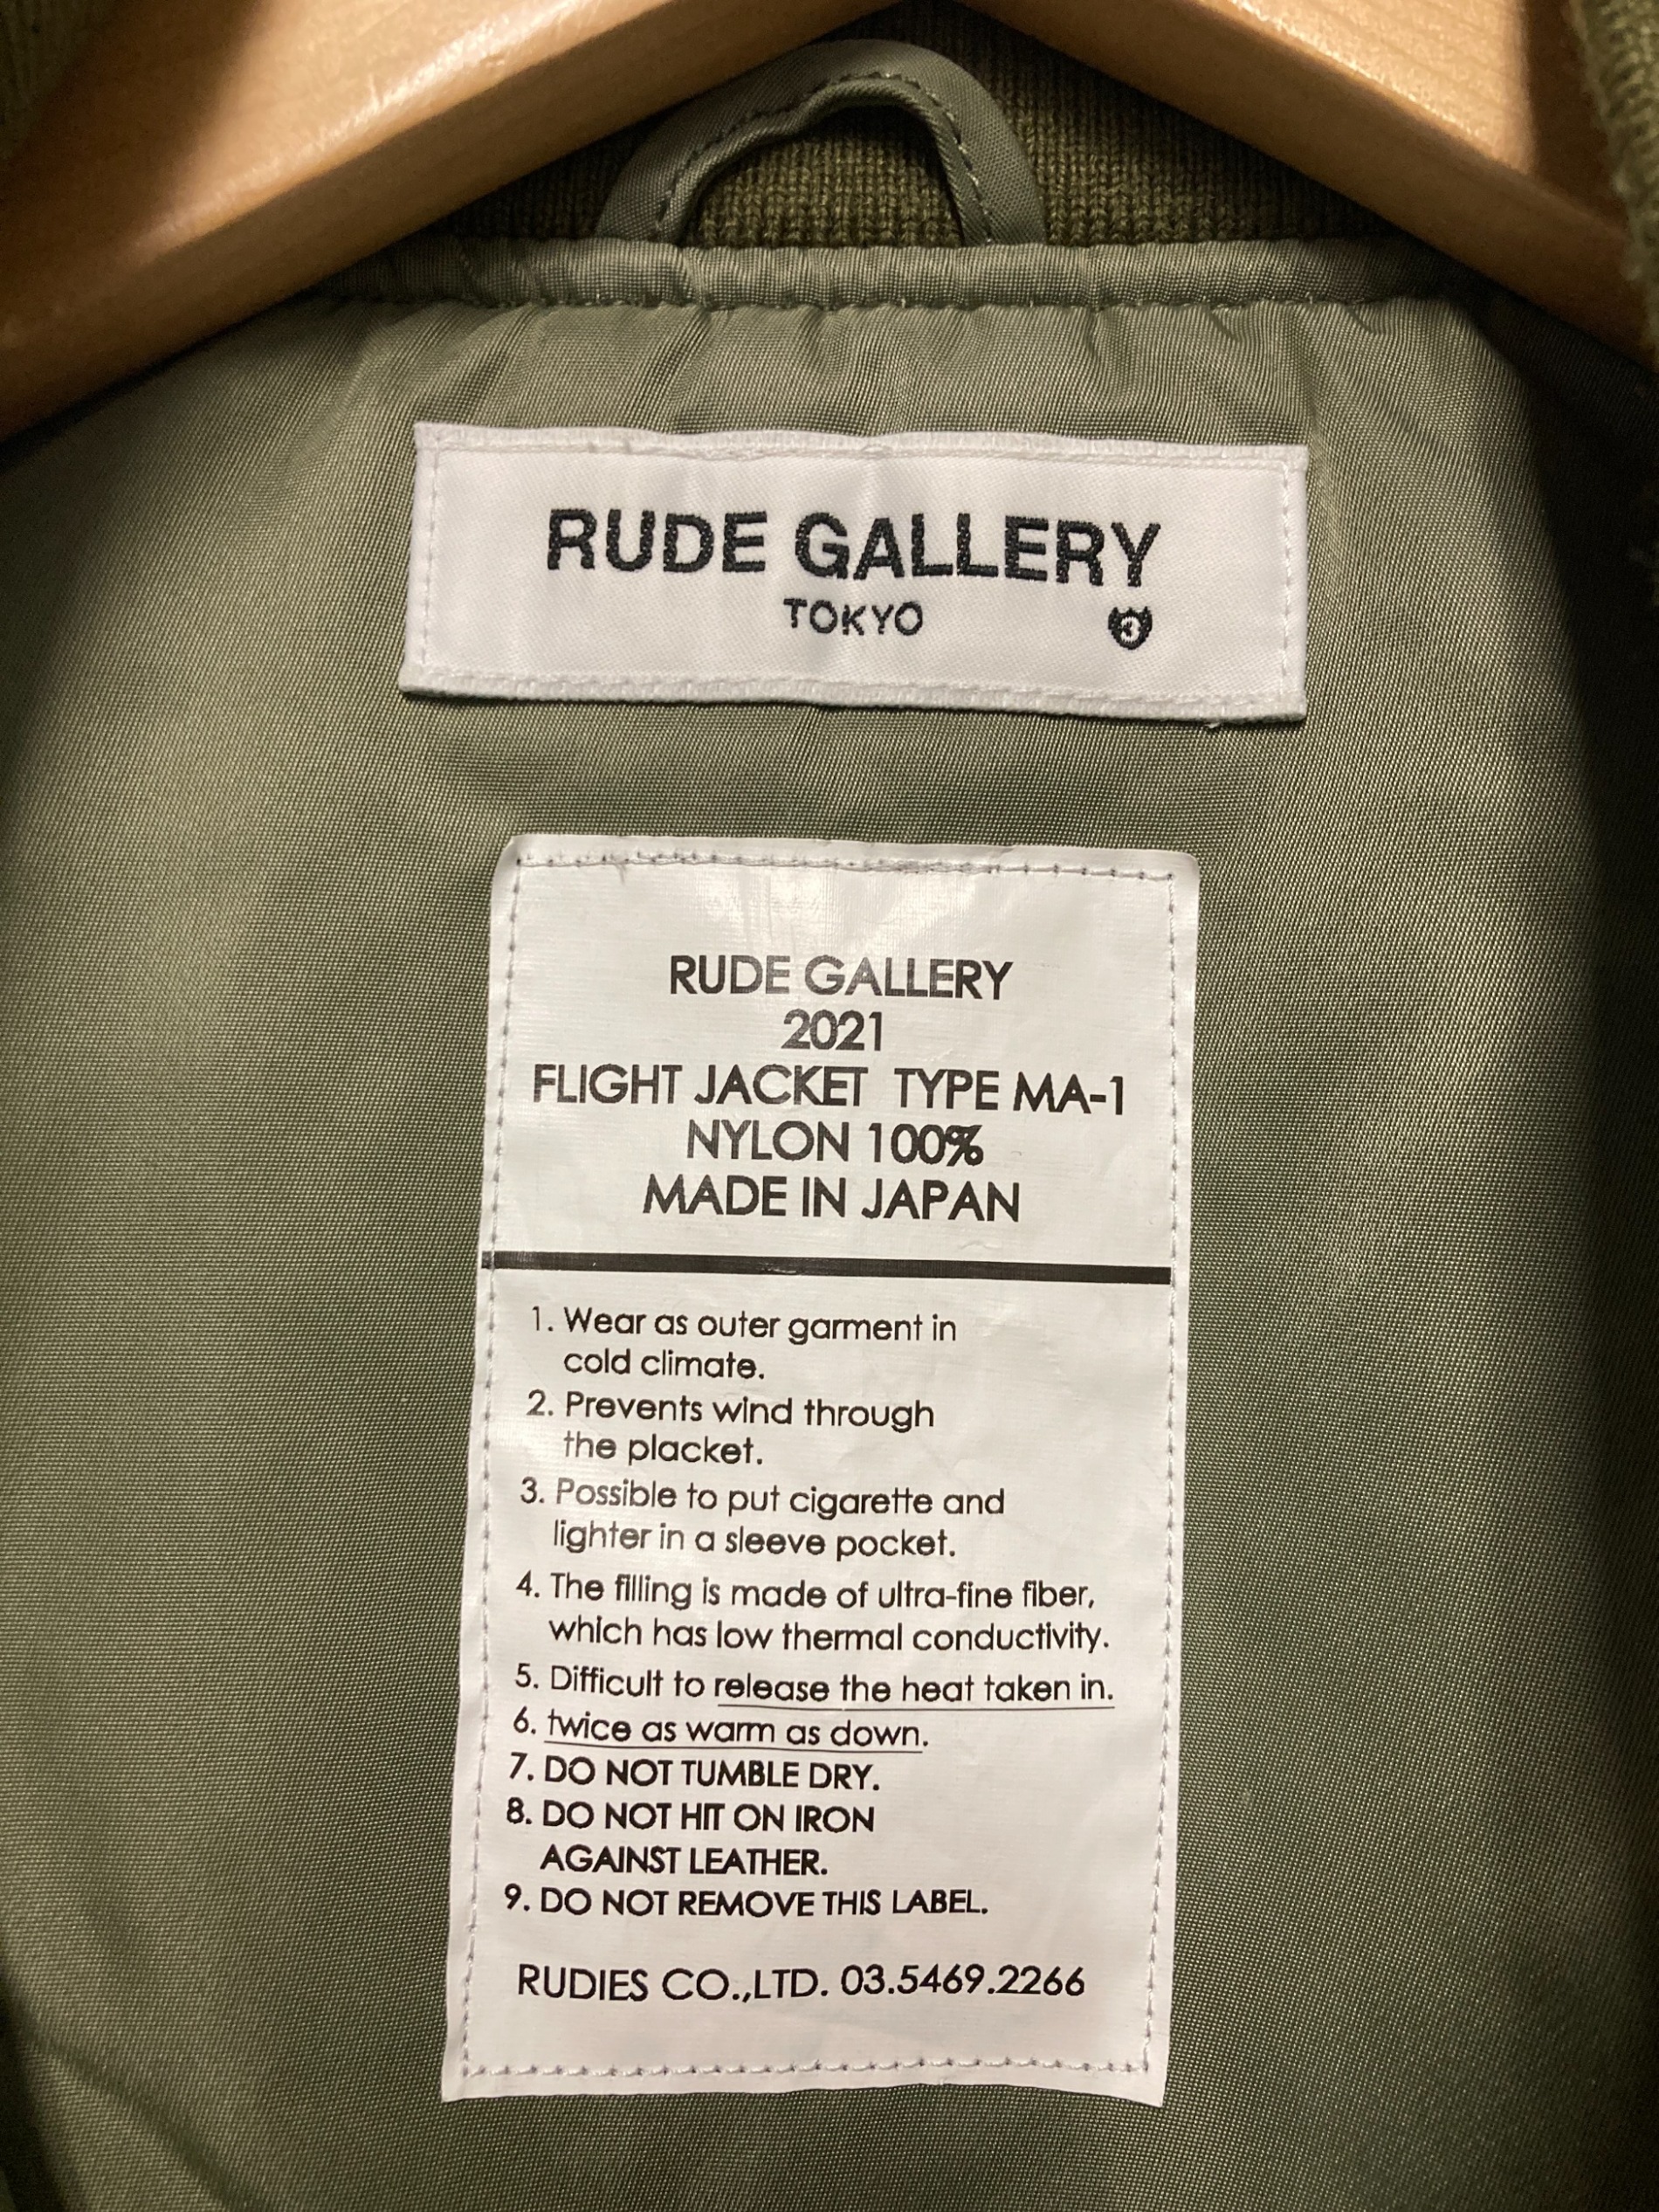 RUDE GALLERY
TOKYO 3
RUDE GALLERY
2021
FLIGHT JACKET TYPE MA-1
NYLON 100%
MADE IN JAPAN
1. Wear as outer garment in
cold climate.
2. Prevents wind through
the placket.
3. Possible to put cigarette and
lighter in a sleeve pocket.
4. The filling is made of ultra-fine fiber,
which has low thermal conductivity.
5. Difficult to release the heat taken in.
6. twice as warm as down.
7. DO NOT TUMBLE DRY.
8. DO NOT HIT ON IRON
AGAINST LEATHER.
9. DO NOT REMOVE THIS LABEL.
RUDIES CO.,LTD. 03.5469.2266